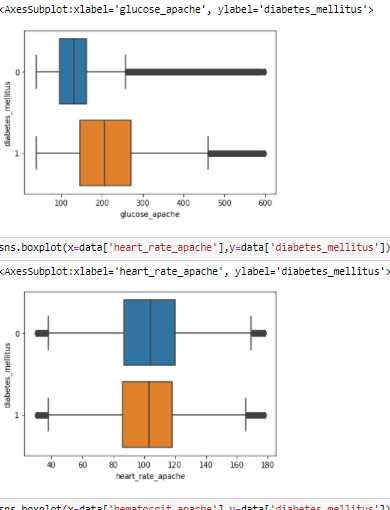 <AxesSubplot:xlabel='glucose_apache', ylabel='diabetes_mellitus'>
diabetes_mellitus
0
1
100 200 300 400 500 600
glucose_apache
sns.boxplot(x=data['heart_rate_apache'],y=data['diabetes_mellitus'])
<AxesSubplot:xlabel='heart_rate_apache', ylabel='diabetes_mellitus'>
diabetes_mellitus
0
1
40 60 80 100 120 140 160 180
heart_rate_apache
sns.boxplot(x=data['hematocrit_apache'],y=data['diabetes_mellitus'])